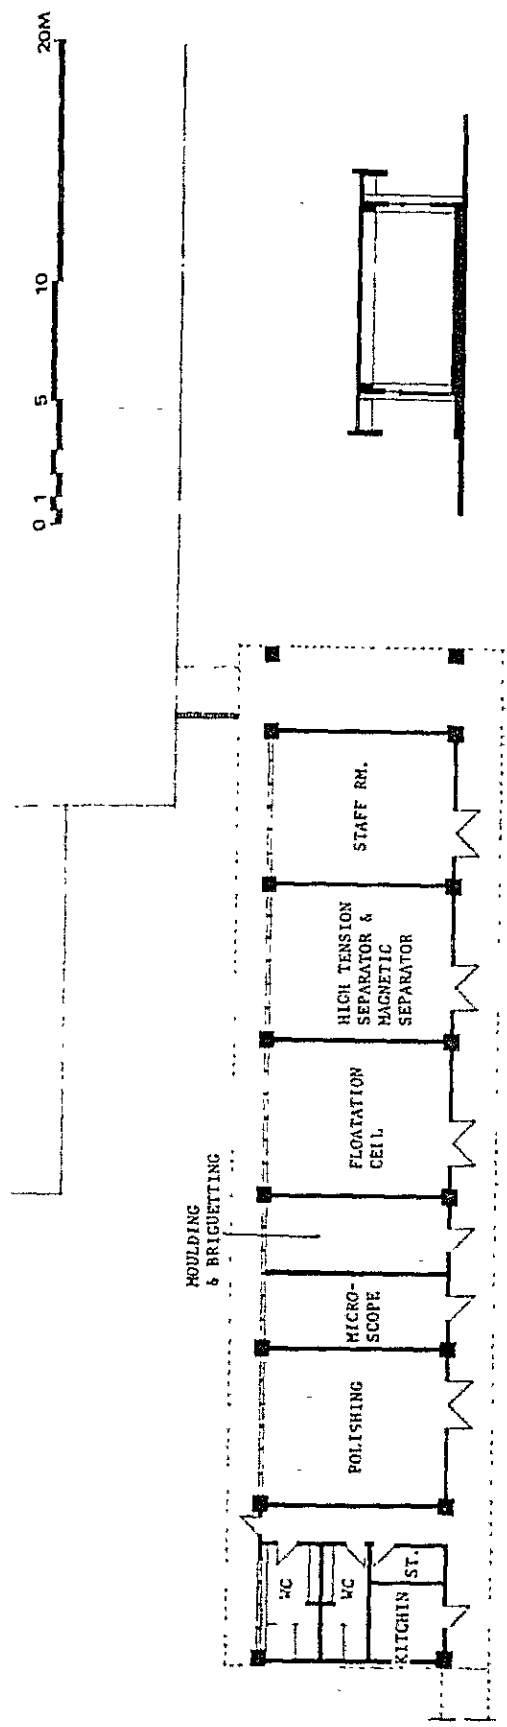 0 1 5 10 20M
STAFF RM.
HIGH TENSION
SEPARATOR &
MAGNETIC
SEPARATOR
FLOATATION
CEIL
MOULDING
& BRIGUETTING
MICRO-
SCOPE
POLISHING
WC
WC
ST.
KITCHIN